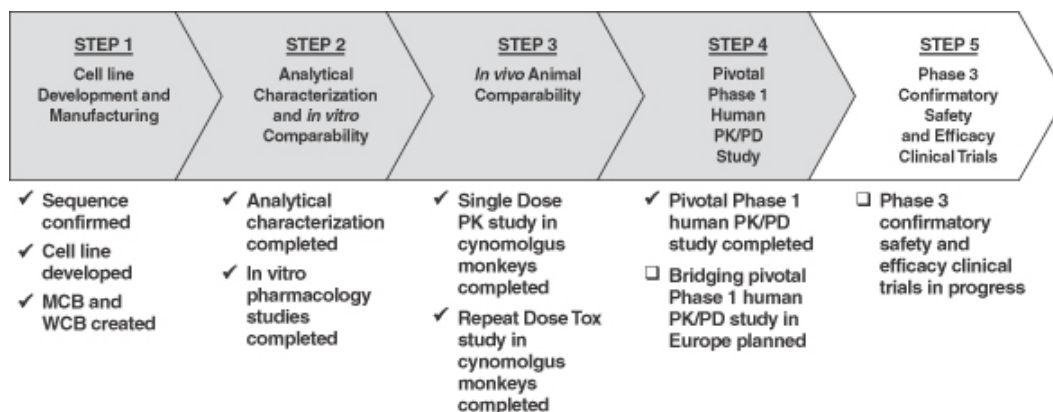 STEP 1
Cell line
Development and
Manufacturing
STEP 2
Analytical
Characterization
and in vitro
Comparability
STEP 3
In vivo Animal
Comparability
STEP 4
Pivotal
Phase 1
Human
PK/PD
Study
STEP 5
Phase 3
Confirmatory
Safety
and Efficacy
Clinical Trials
✓ Sequence
confirmed
✓ Cell line
developed
✓ MCB and
WCB created
✓ Analytical
characterization
completed
✓ In vitro
pharmacology
studies
completed
✓ Single Dose
PK study in
cynomolgus
monkeys
completed
✓ Repeat Dose Tox
study in
cynomolgus
monkeys
completed
✓ Pivotal Phase 1
human PK/PD
study completed
❑ Bridging pivotal
Phase 1 human
PK/PD study in
Europe planned
❑ Phase 3
confirmatory
safety and
efficacy clinical
trials in progress